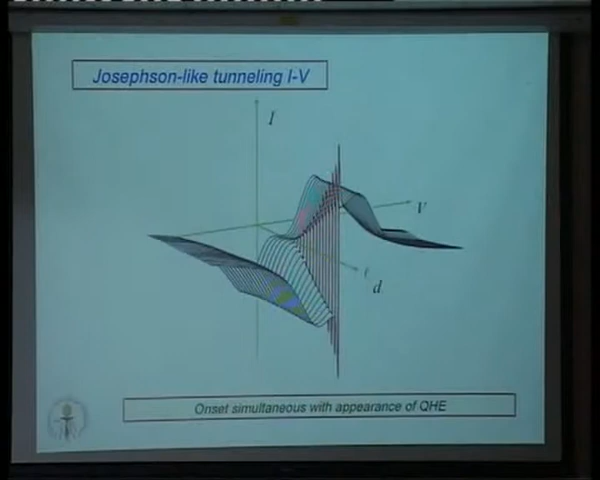 Josephson-like tunneling I-V
I
V
d
Onset simultaneous with appearance of QHE